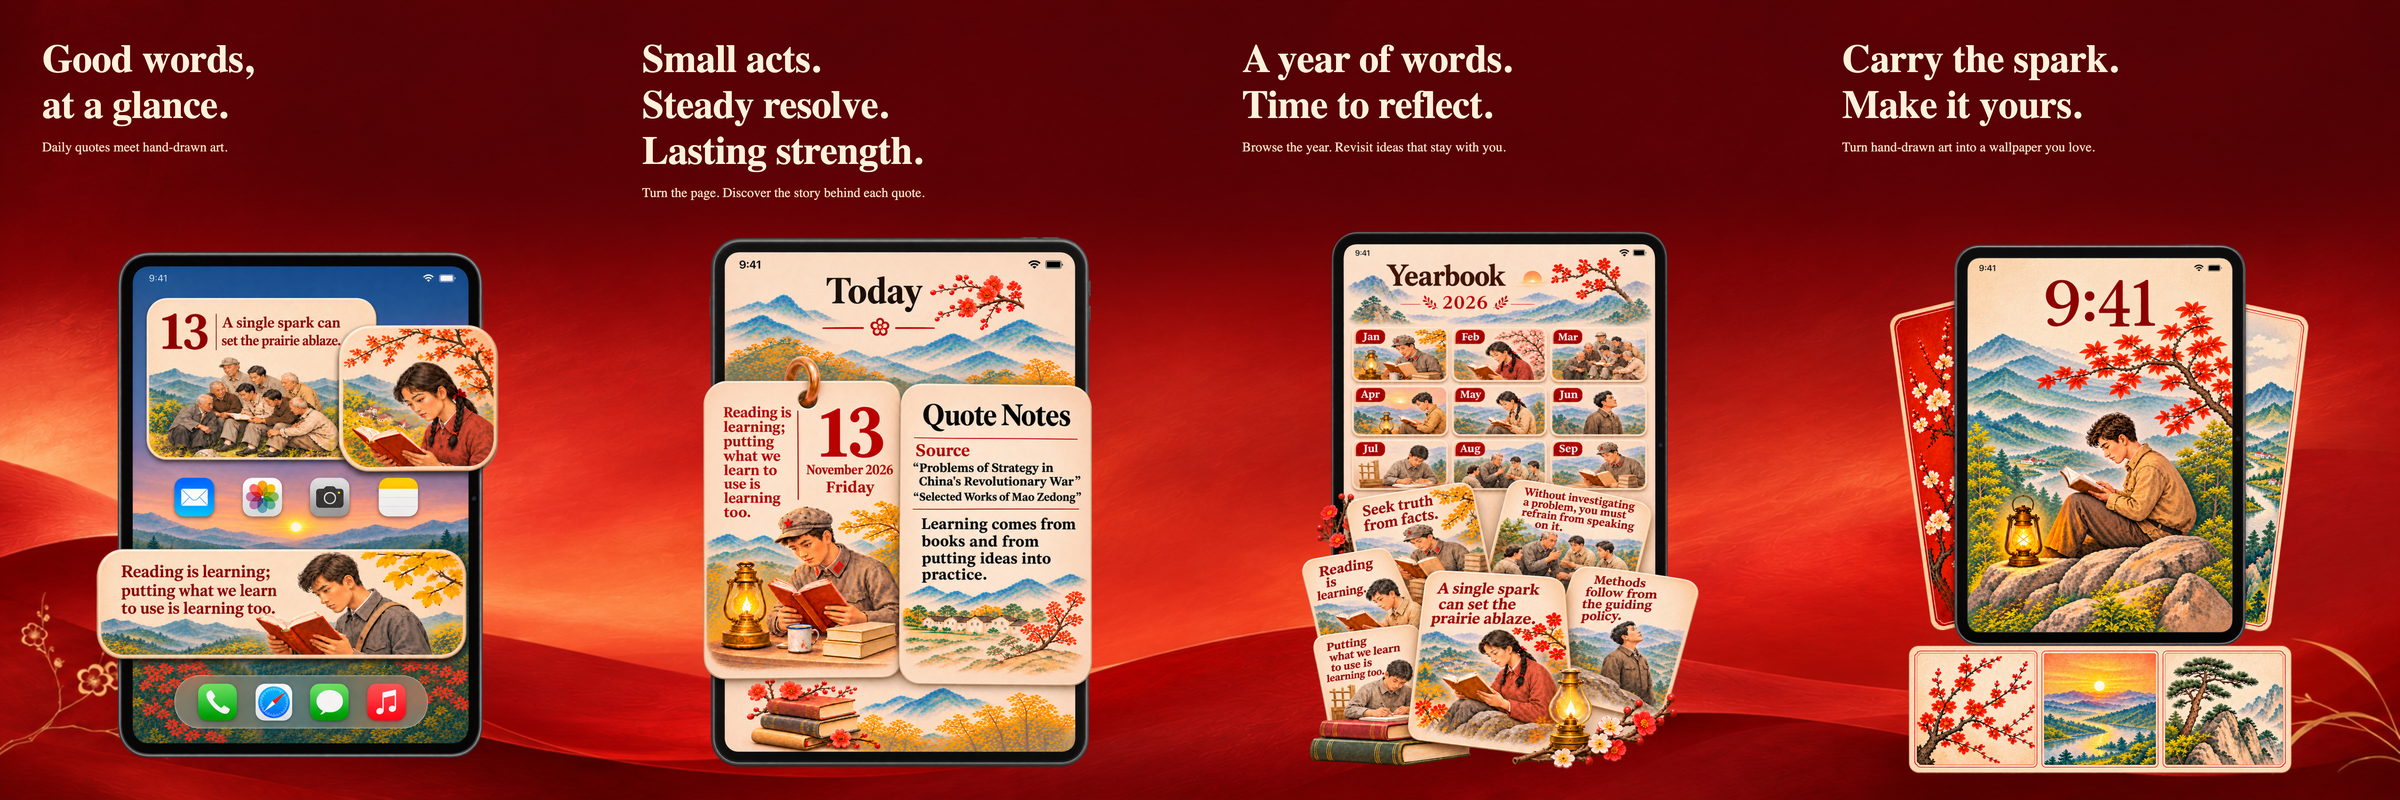 Good words,
at a glance.
Daily quotes meet hand-drawn art.
9:41
13
A single spark can
set the prairie ablaze.
Reading is learning;
putting what we learn
to use is learning too.
Small acts.
Steady resolve.
Lasting strength.
Turn the page. Discover the story behind each quote.
9:41
Today
Reading is
learning;
putting
what we
learn to
use is
learning
too.
13
November 2026
Friday
Quote Notes
Source
“Problems of Strategy in
China's Revolutionary War”
“Selected Works of Mao Zedong”
Learning comes from
books and from
putting ideas into
practice.
A year of words.
Time to reflect.
Browse the year. Revisit ideas that stay with you.
9:41
Yearbook
2026
Jan
Feb
Mar
Apr
May
Jun
Jul
Aug
Sep
Seek truth
from facts.
Without investigating
a problem, you must
refrain from speaking
on it.
Reading
is
learning.
A single spark
can set the
prairie ablaze.
Methods
follow from
the guiding
policy.
Putting
what we learn
to use is
learning too.
Carry the spark.
Make it yours.
Turn hand-drawn art into a wallpaper you love.
9:41
9:41